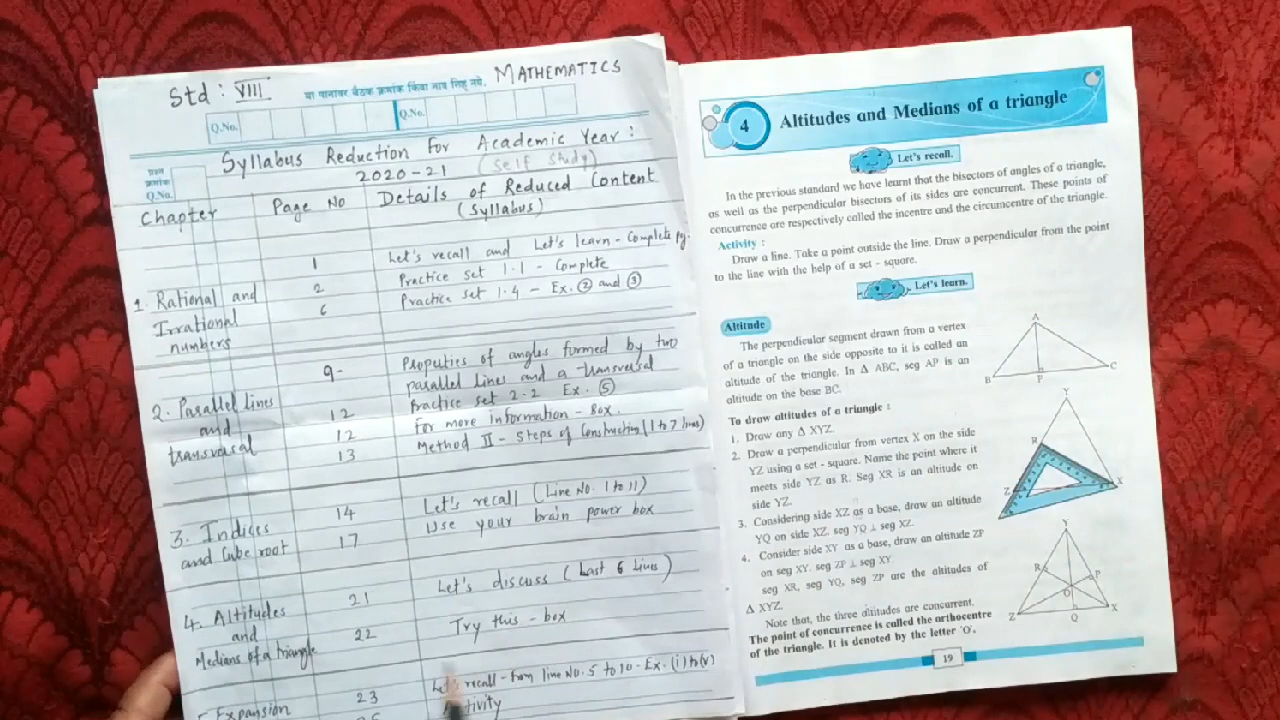 Std : VIII
MATHEMATICS
या पानावर बैठक क्रमांक किंवा नाव लिहू नये.
Q.No.
Q.No.
प्रश्न
क्रमांक
Q.No.
Syllabus Reduction For Academic Year :
2020-21 (Self Study)
Chapter
Page No
Details of Reduced Content
(Syllabus)
1. Rational and
Irrational
numbers
1
Let's recall and Let's learn - Complete pg.
2
Practice set 1.1 - Complete
6
Practice set 1.4 - Ex. ② and ③
2. Parallel lines
and
transversal
9-
Properties of angles formed by two
parallel lines and a transversal
12
Practice set 2.2 Ex. ⑤
12
For more information - Box.
13
Method II - Steps of Construction (1 to 7 lines)
3. Indices
and Cube root
14
Let's recall (Line No. 1 to 11)
17
Use your brain power box
4. Altitudes
and
Medians of a triangle
21
Let's discuss (Last 6 lines)
22
Try this - box
5. Expansion
23
Let's recall - from line No. 5 to 10 - Ex. (i) to (v)
Activity
4
Altitudes and Medians of a triangle
Let's recall.
In the previous standard we have learnt that the bisectors of angles of a triangle,
as well as the perpendicular bisectors of its sides are concurrent. These points of
concurrence are respectively called the incentre and the circumcentre of the triangle.
Activity :
Draw a line. Take a point outside the line. Draw a perpendicular from the point
to the line with the help of a set - square.
Let's learn.
Altitude
The perpendicular segment drawn from a vertex
of a triangle on the side opposite to it is called an
altitude of the triangle. In Δ ABC, seg AP is an
altitude on the base BC.
A
B
P
C
To draw altitudes of a triangle :
1. Draw any Δ XYZ.
2. Draw a perpendicular from vertex X on the side
YZ using a set - square. Name the point where it
meets side YZ as R. Seg XR is an altitude on
side YZ.
Y
R
Z
X
3. Considering side XZ as a base, draw an altitude
YQ on side XZ. seg YQ ⊥ seg XZ.
4. Consider side XY as a base, draw an altitude ZP
on seg XY. seg ZP ⊥ seg XY.
seg XR, seg YQ, seg ZP are the altitudes of
Δ XYZ.
Y
R
P
O
Z
Q
X
Note that, the three altitudes are concurrent.
The point of concurrence is called the orthocentre
of the triangle. It is denoted by the letter 'O'.
19